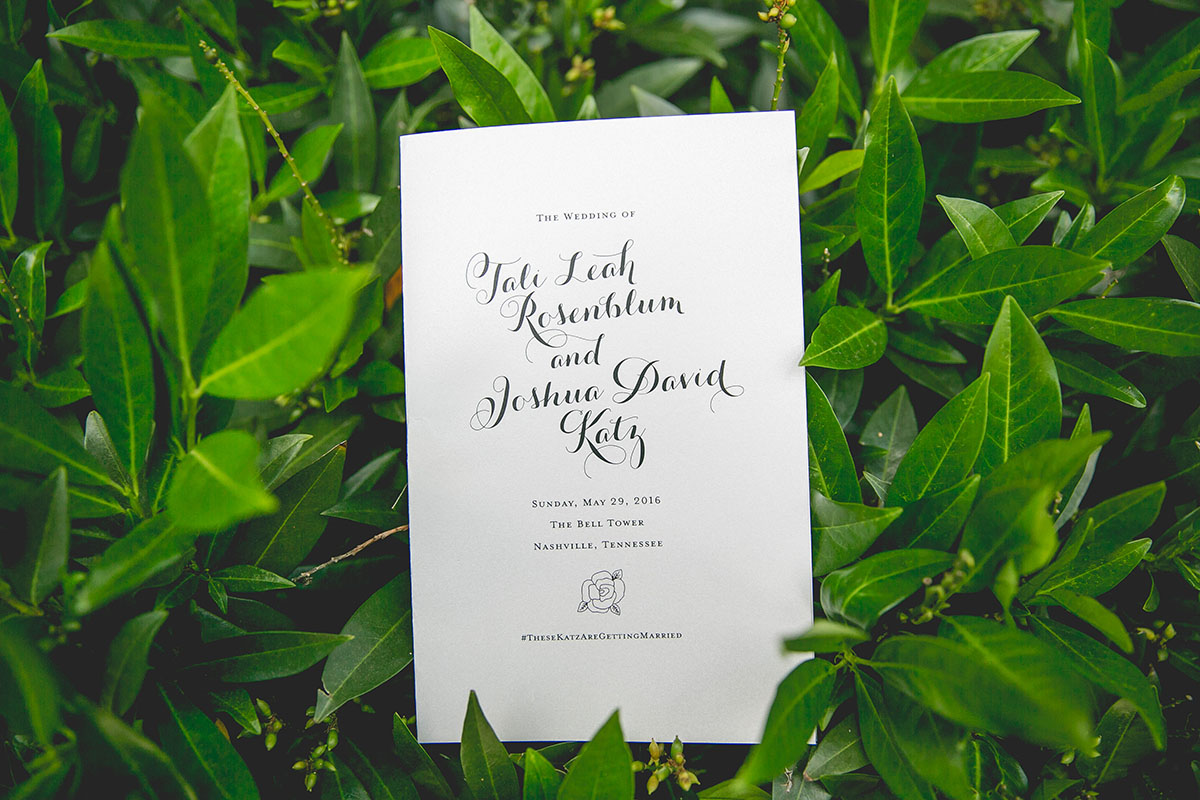 The Wedding of
Tali Leah
Rosenblum
and
Joshua David
Katz
Sunday, May 29, 2016
The Bell Tower
Nashville, Tennessee
#TheseKatzAreGettingMarried